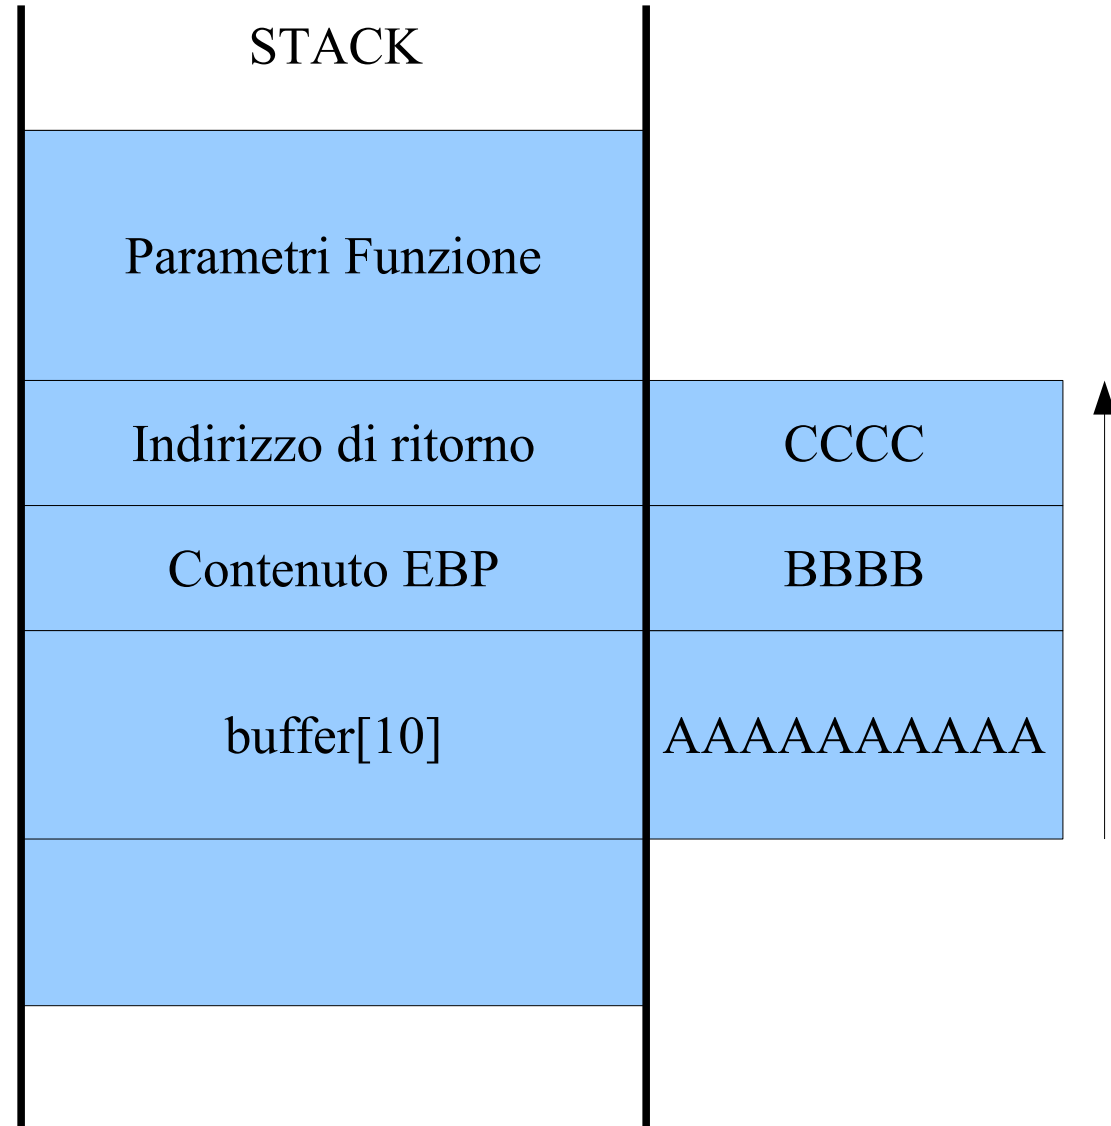 STACK
Parametri Funzione
Indirizzo di ritorno
CCCC
Contenuto EBP
BBBB
buffer[10]
AAAAAAAAAA